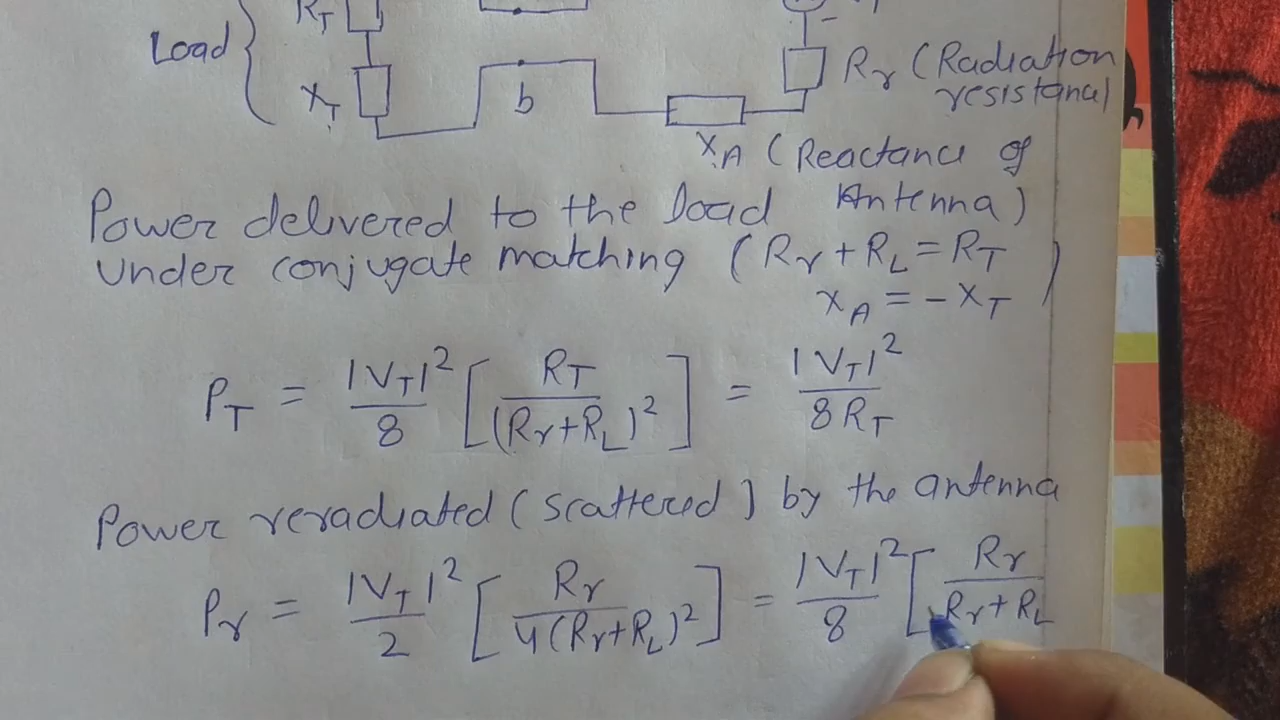 R_T
Load
X_T
b
R_r (Radiation
resistance)
X_A (Reactance of
Antenna)
Power delivered to the load
under conjugate matching (R_r + R_L = R_T
X_A = - X_T )
P_T = |V_T|^2 / 8 [ R_T / (R_r+R_L)^2 ] = |V_T|^2 / 8 R_T
Power reradiated (scattered) by the antenna
P_r = |V_T|^2 / 2 [ R_r / 4(R_r+R_L)^2 ] = |V_T|^2 / 8 [ R_r / R_r + R_L